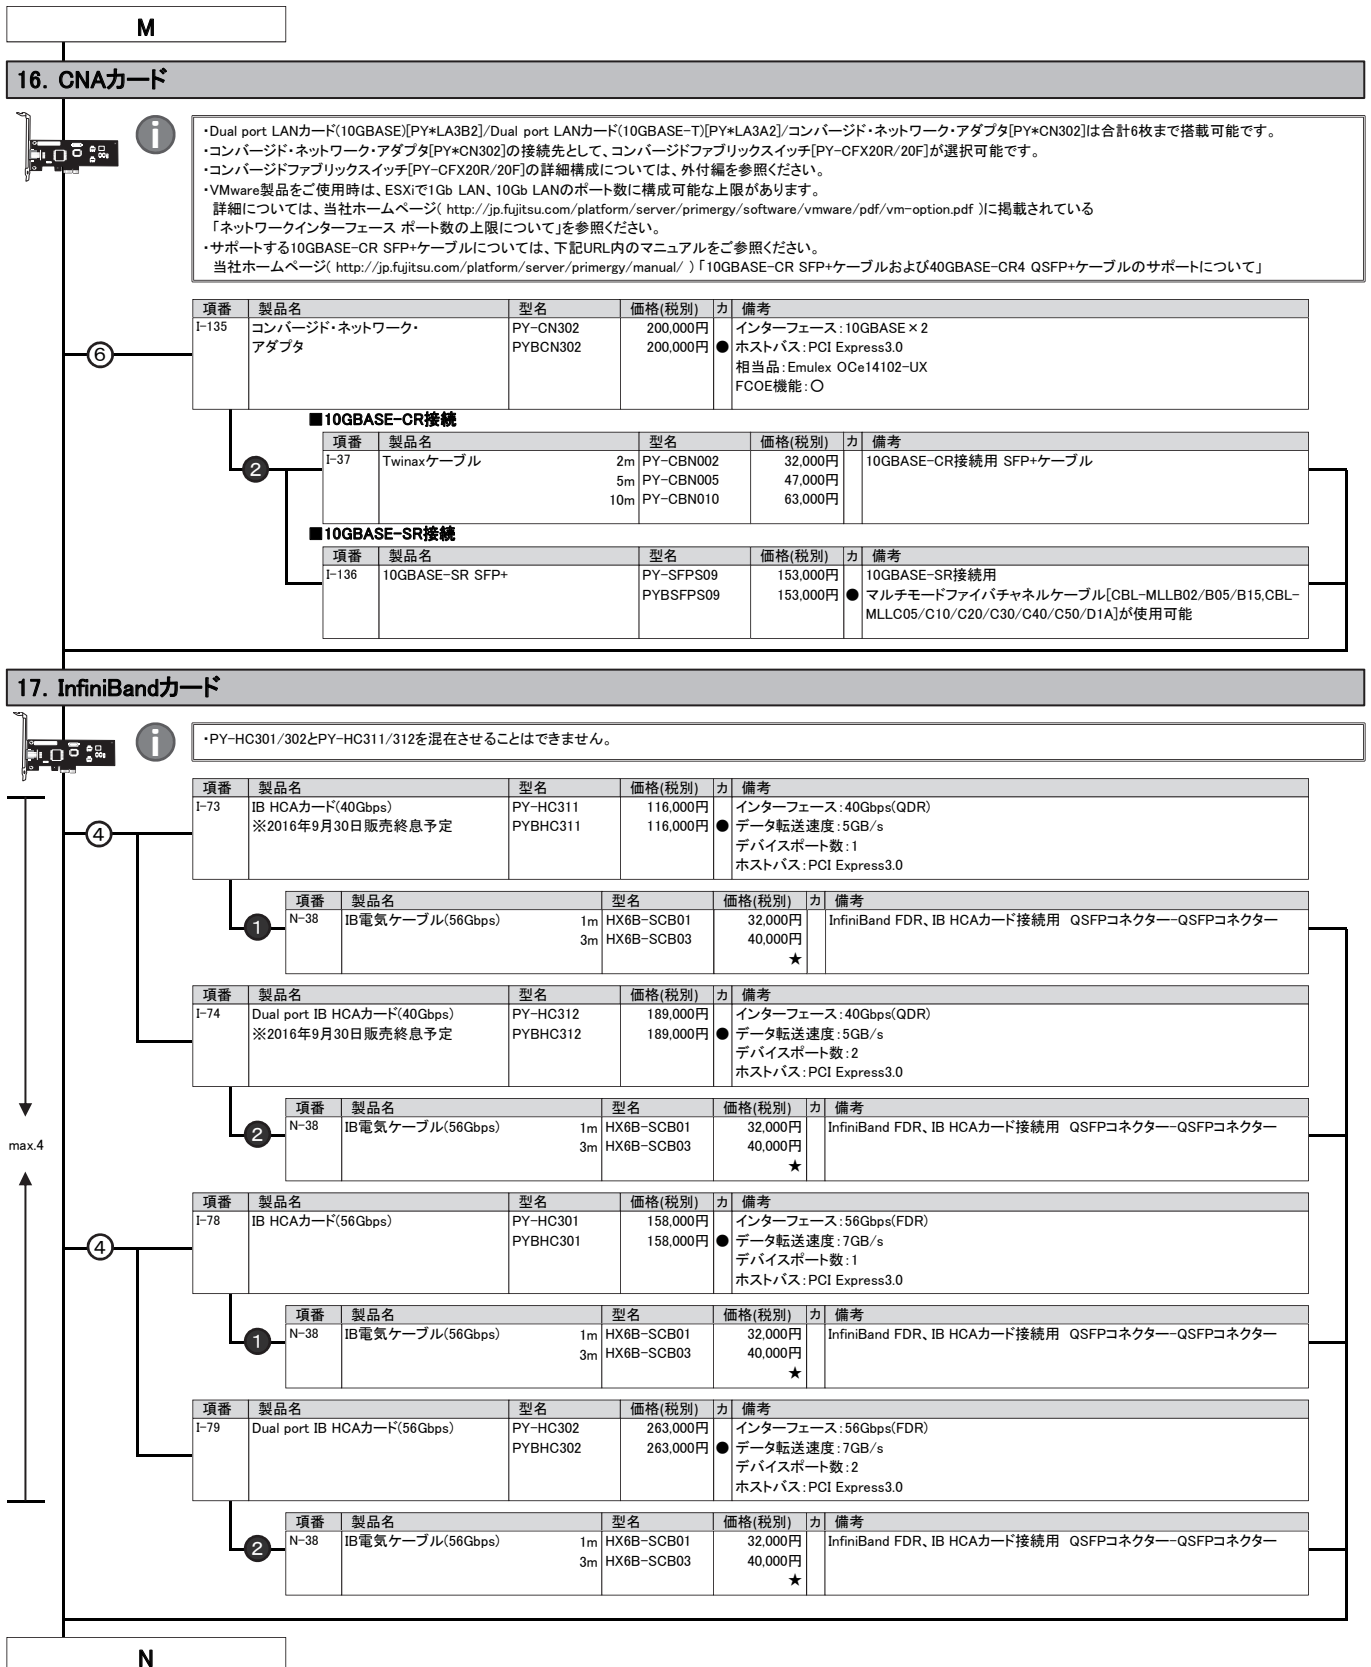 M
16. CNAカード
・Dual port LANカード(10GBASE)[PY*LA3B2]/Dual port LANカード(10GBASE-T)[PY*LA3A2]/コンバージド・ネットワーク・アダプタ[PY*CN302]は合計6枚まで搭載可能です。
・コンバージド・ネットワーク・アダプタ[PY*CN302]の接続先として、コンバージドファブリックスイッチ[PY-CFX20R/20F]が選択可能です。
・コンバージドファブリックスイッチ[PY-CFX20R/20F]の詳細構成については、外付編を参照ください。
・VMware製品をご使用時は、ESXiで1Gb LAN、10Gb LANのポート数に構成可能な上限があります。
詳細については、当社ホームページ( http://jp.fujitsu.com/platform/server/primergy/software/vmware/pdf/vm-option.pdf )に掲載されている
「ネットワークインターフェース ポート数の上限について」を参照ください。
・サポートする10GBASE-CR SFP+ケーブルについては、下記URL内のマニュアルをご参照ください。
当社ホームページ( http://jp.fujitsu.com/platform/server/primergy/manual/ )「10GBASE-CR SFP+ケーブルおよび40GBASE-CR4 QSFP+ケーブルのサポートについて」
項番 製品名 型名 価格(税別) カ 備考
I-135 コンバージド・ネットワーク・ PY-CN302 200,000円 インターフェース:10GBASE×2
⑥ アダプタ PYBCN302 200,000円 ● ホストバス:PCI Express3.0
相当品:Emulex OCe14102-UX
FCOE機能:○
■10GBASE-CR接続
項番 製品名 型名 価格(税別) カ 備考
❷ I-37 Twinaxケーブル 2m PY-CBN002 32,000円 10GBASE-CR接続用 SFP+ケーブル
5m PY-CBN005 47,000円
10m PY-CBN010 63,000円
■10GBASE-SR接続
項番 製品名 型名 価格(税別) カ 備考
I-136 10GBASE-SR SFP+ PY-SFPS09 153,000円 10GBASE-SR接続用
PYBSFPS09 153,000円 ● マルチモードファイバチャネルケーブル[CBL-MLLB02/B05/B15,CBL-
MLLC05/C10/C20/C30/C40/C50/D1A]が使用可能
17. InfiniBandカード
・PY-HC301/302とPY-HC311/312を混在させることはできません。
項番 製品名 型名 価格(税別) カ 備考
I-73 IB HCAカード(40Gbps) PY-HC311 116,000円 インターフェース:40Gbps(QDR)
④ ※2016年9月30日販売終息予定 PYBHC311 116,000円 ● データ転送速度:5GB/s
デバイスポート数:1
ホストバス:PCI Express3.0
項番 製品名 型名 価格(税別) カ 備考
❶ N-38 IB電気ケーブル(56Gbps) 1m HX6B-SCB01 32,000円 InfiniBand FDR、IB HCAカード接続用 QSFPコネクター-QSFPコネクター
3m HX6B-SCB03 40,000円
★
項番 製品名 型名 価格(税別) カ 備考
I-74 Dual port IB HCAカード(40Gbps) PY-HC312 189,000円 インターフェース:40Gbps(QDR)
※2016年9月30日販売終息予定 PYBHC312 189,000円 ● データ転送速度:5GB/s
デバイスポート数:2
ホストバス:PCI Express3.0
項番 製品名 型名 価格(税別) カ 備考
❷ N-38 IB電気ケーブル(56Gbps) 1m HX6B-SCB01 32,000円 InfiniBand FDR、IB HCAカード接続用 QSFPコネクター-QSFPコネクター
max.4 3m HX6B-SCB03 40,000円
★
項番 製品名 型名 価格(税別) カ 備考
I-78 IB HCAカード(56Gbps) PY-HC301 158,000円 インターフェース:56Gbps(FDR)
④ PYBHC301 158,000円 ● データ転送速度:7GB/s
デバイスポート数:1
ホストバス:PCI Express3.0
項番 製品名 型名 価格(税別) カ 備考
❶ N-38 IB電気ケーブル(56Gbps) 1m HX6B-SCB01 32,000円 InfiniBand FDR、IB HCAカード接続用 QSFPコネクター-QSFPコネクター
3m HX6B-SCB03 40,000円
★
項番 製品名 型名 価格(税別) カ 備考
I-79 Dual port IB HCAカード(56Gbps) PY-HC302 263,000円 インターフェース:56Gbps(FDR)
PYBHC302 263,000円 ● データ転送速度:7GB/s
デバイスポート数:2
ホストバス:PCI Express3.0
項番 製品名 型名 価格(税別) カ 備考
❷ N-38 IB電気ケーブル(56Gbps) 1m HX6B-SCB01 32,000円 InfiniBand FDR、IB HCAカード接続用 QSFPコネクター-QSFPコネクター
3m HX6B-SCB03 40,000円
★
N